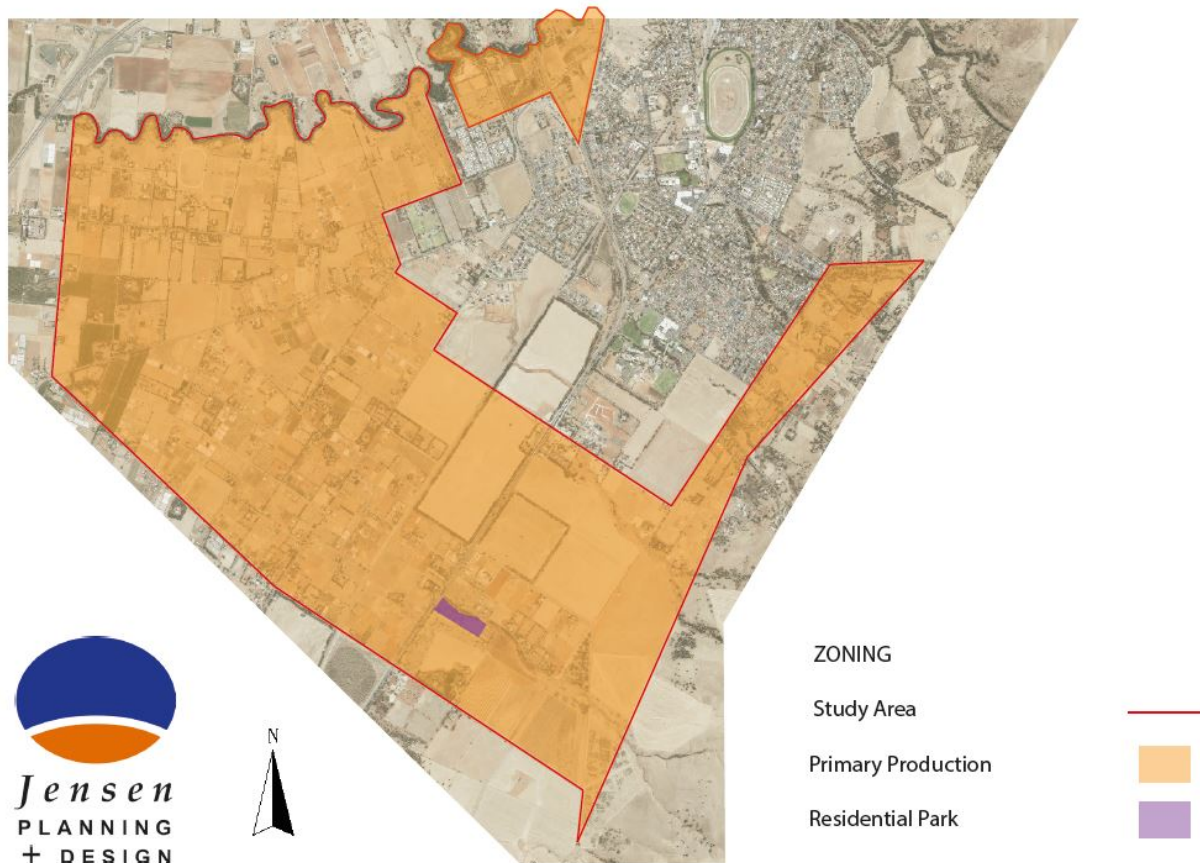 N
ZONING
Study Area
Primary Production
Residential Park
Jensen
PLANNING
+ DESIGN